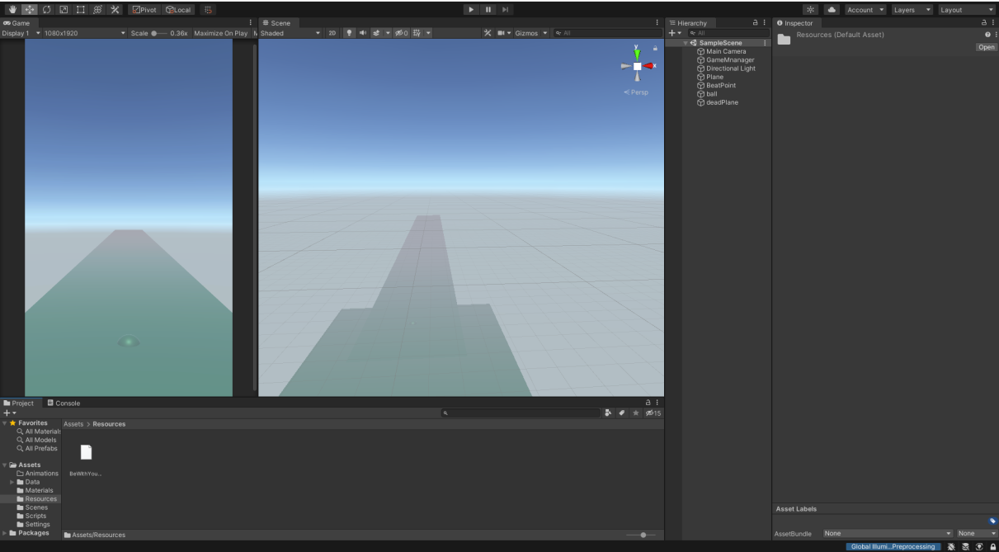 Pivot Local Account Layers Layout
Game Scene Hierarchy Inspector
Display 1 1080x1920 Scale 0.36x Maximize On Play Shaded 2D 0 Gizmos All All
Resources (Default Asset)
Open
SampleScene
Main Camera
GameMnanager
Directional Light
Plane
BeatPoint
ball
deadPlane
y
x
Persp
Project Console
15
Favorites
All Materials
All Models
All Prefabs
Assets > Resources
BeWithYou...
Assets
Animations
Data
Materials
Resources
Scenes
Scripts
Settings
Packages
Assets/Resources
Asset Labels
AssetBundle None None
Global Illumi...Preprocessing